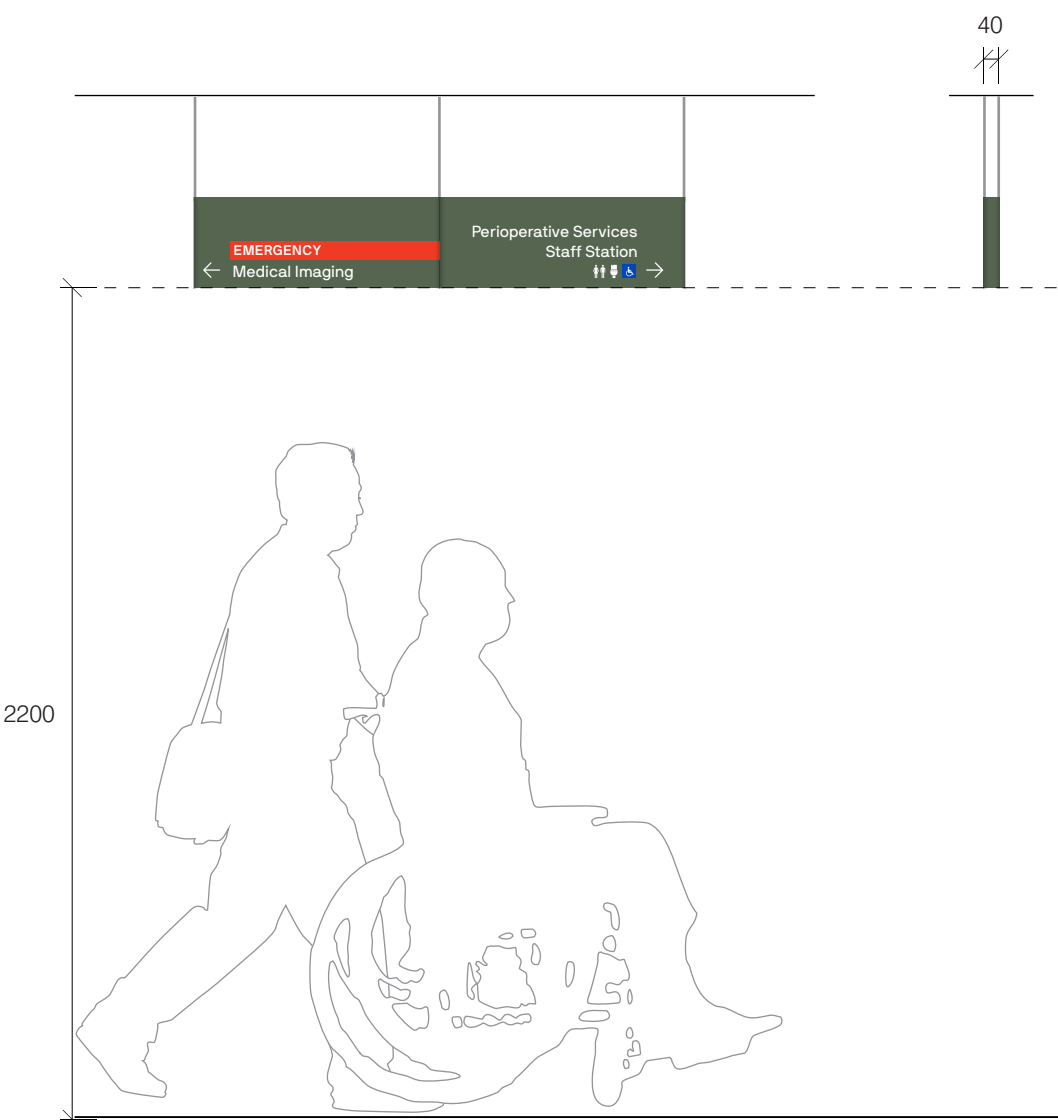 40
EMERGENCY
Medical Imaging
Perioperative Services
Staff Station
2200